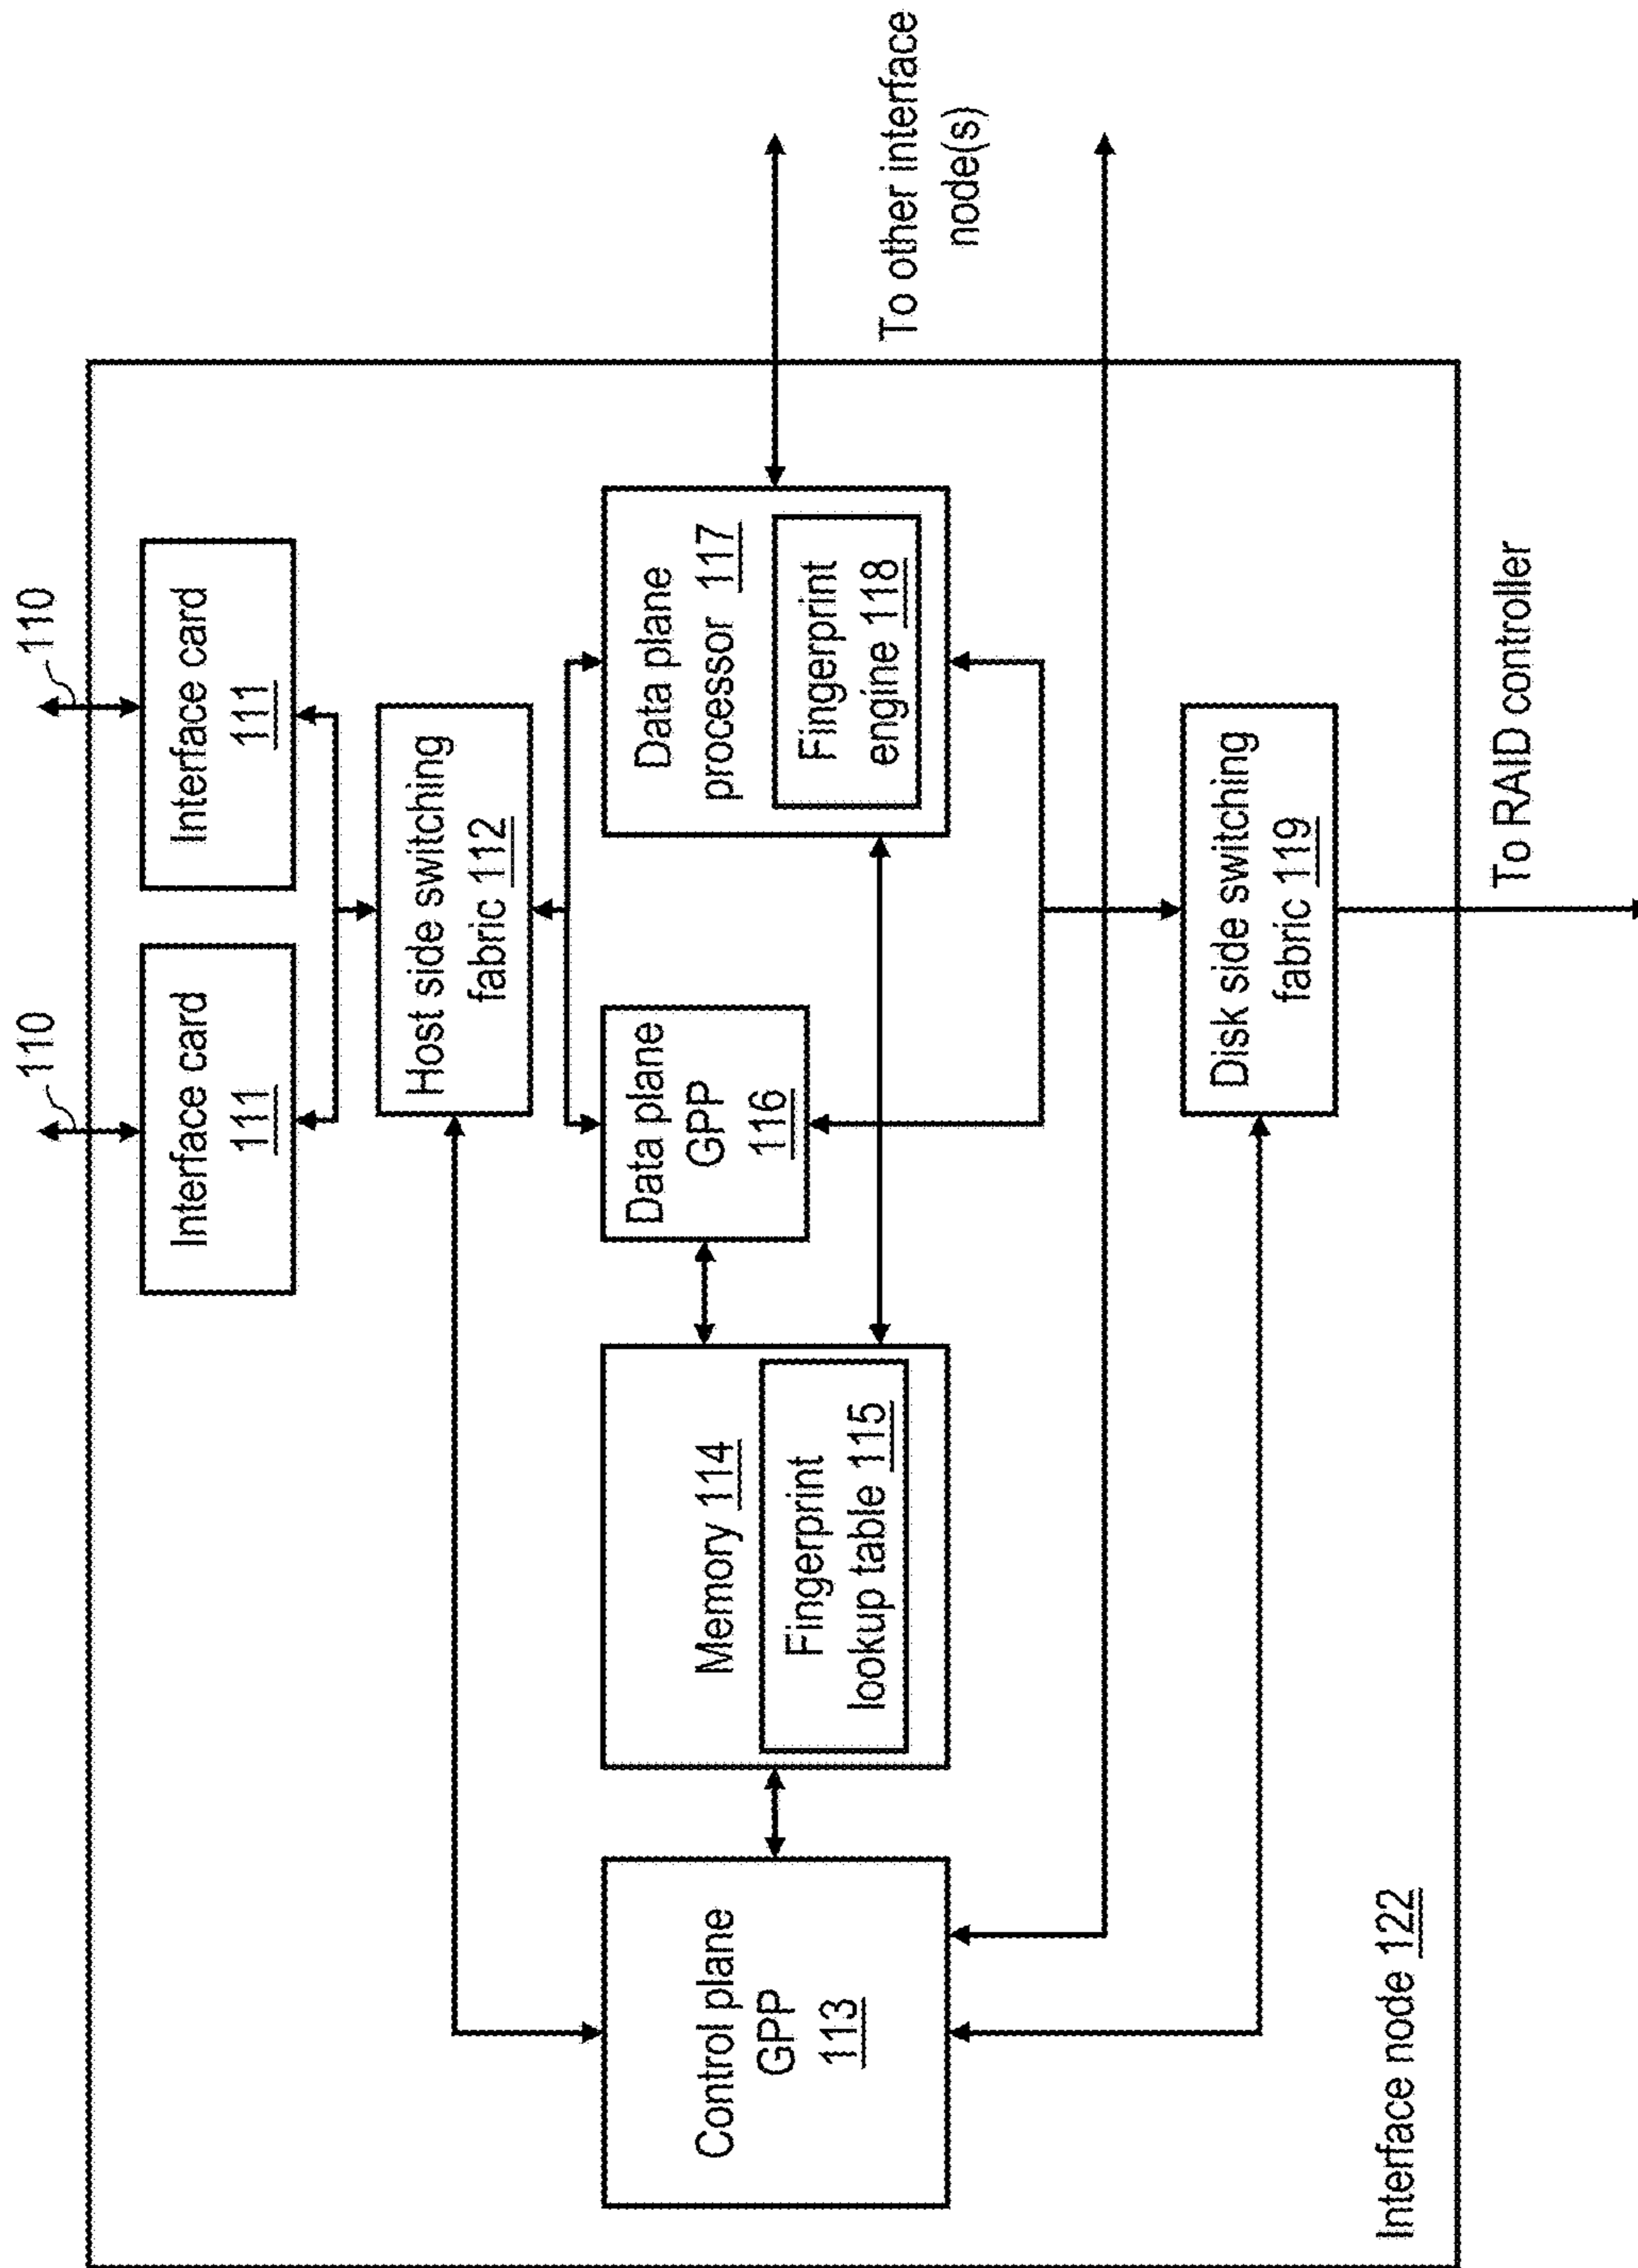 110
110
Interface card
111
Interface card
111
Host side switching
fabric 112
Control plane
GPP
113
Memory 114
Fingerprint
lookup table 115
Data plane
GPP
116
Data plane
processor 117
Fingerprint
engine 118
To other interface
node(s)
Disk side switching
fabric 119
Interface node 122
To RAID controller